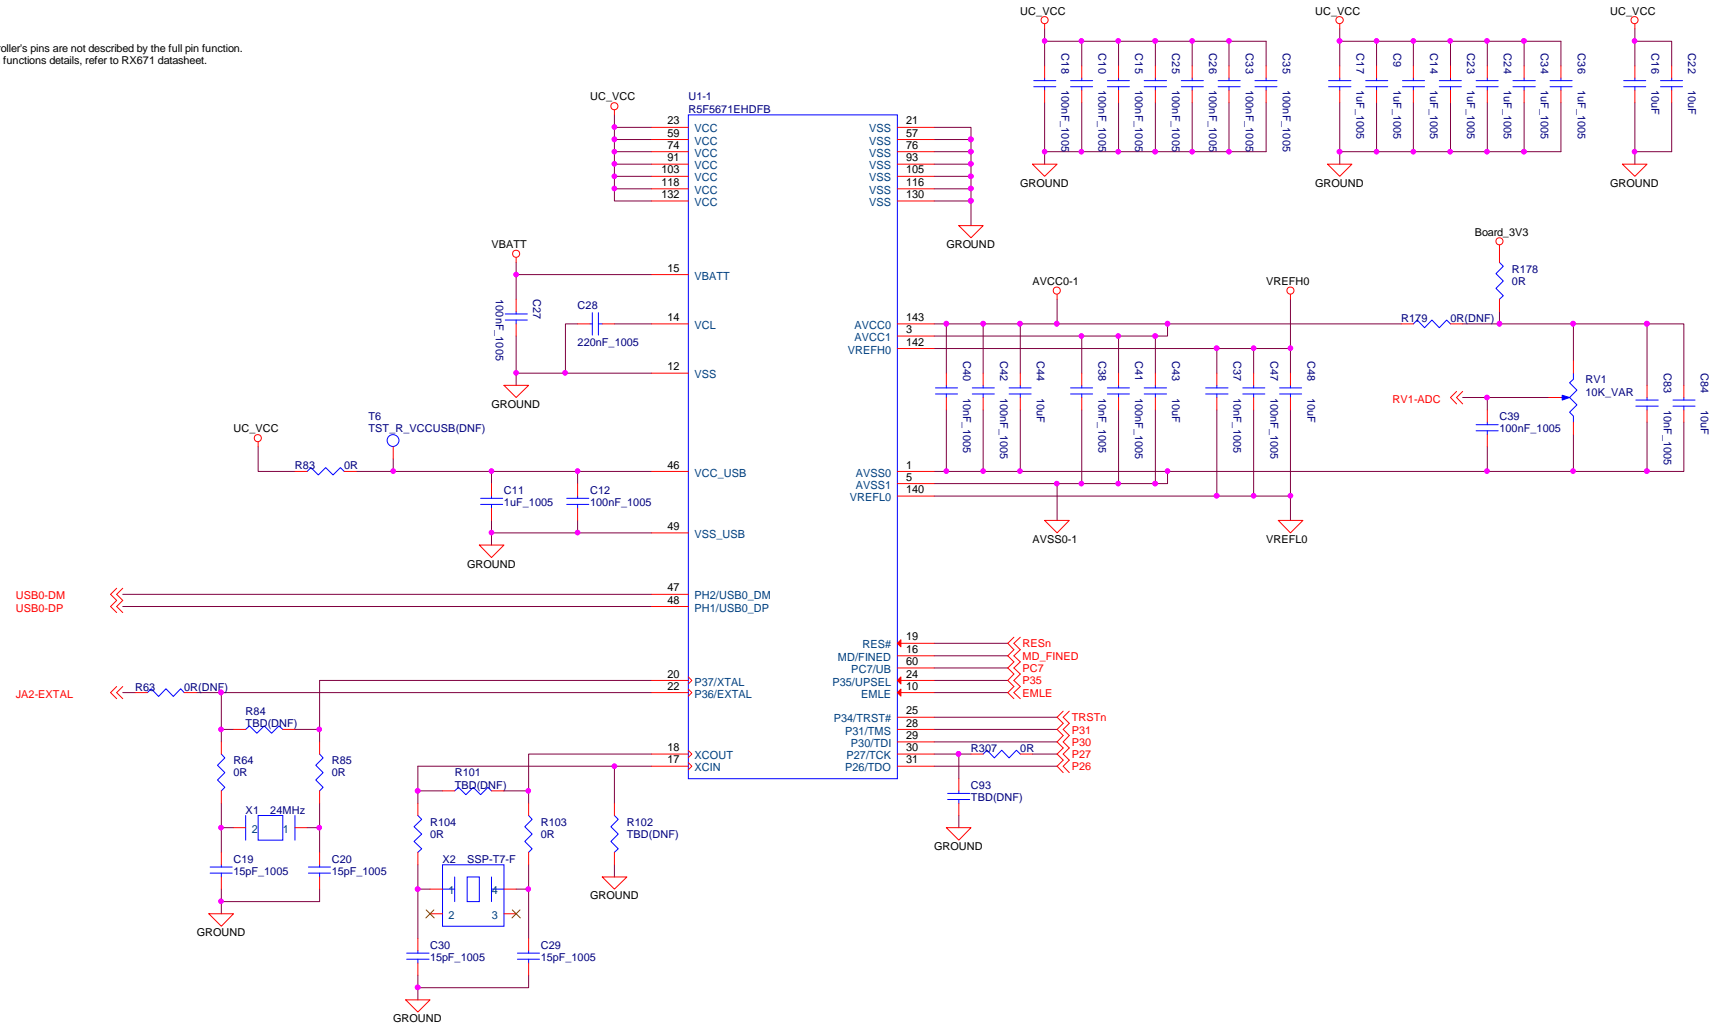 roller's pins are not described by the full pin function.
functions details, refer to RX671 datasheet.
UC_VCC
C18 100nF_1005
C10 100nF_1005
C15 100nF_1005
C25 100nF_1005
C26 100nF_1005
C33 100nF_1005
C35 100nF_1005
GROUND
UC_VCC
C17 1uF_1005
C9 1uF_1005
C14 1uF_1005
C23 1uF_1005
C24 1uF_1005
C34 1uF_1005
C36 1uF_1005
GROUND
UC_VCC
C16 10uF
C22 10uF
GROUND
U1-1
R5F5671EHDFB
UC_VCC
23 VCC
59 VCC
74 VCC
91 VCC
103 VCC
118 VCC
132 VCC
VSS 21
VSS 57
VSS 76
VSS 93
VSS 105
VSS 116
VSS 130
GROUND
VBATT
15 VBATT
C27
100nF_1005
C28
220nF_1005
14 VCL
12 VSS
GROUND
UC_VCC
T6
TST_R_VCCUSB(DNF)
R83 0R
46 VCC_USB
C11
1uF_1005
C12
100nF_1005
49 VSS_USB
GROUND
USB0-DM
USB0-DP
47 PH2/USB0_DM
48 PH1/USB0_DP
JA2-EXTAL
R63 0R(DNF)
20 P37/XTAL
22 P36/EXTAL
R84
TBD(DNF)
R64
0R
R85
0R
X1 24MHz
2 1
C19
15pF_1005
C20
15pF_1005
GROUND
18 XCOUT
17 XCIN
R101
TBD(DNF)
R104
0R
R103
0R
R102
TBD(DNF)
GROUND
X2 SSP-T7-F
1 4
2 3
C30
15pF_1005
C29
15pF_1005
GROUND
AVCC0-1
VREFH0
AVCC0 143
AVCC1 3
VREFH0 142
C40 10nF_1005
C42 100nF_1005
C44 10uF
C38 10nF_1005
C41 100nF_1005
C43 10uF
C37 10nF_1005
C47 100nF_1005
C48 10uF
AVSS0 1
AVSS1 5
VREFL0 140
AVSS0-1
VREFL0
Board_3V3
R178
0R
R179 0R(DNF)
RV1
10K_VAR
RV1-ADC
C39
100nF_1005
C83 10nF_1005
C84 10uF
RES# 19 RESn
MD/FINED 16 MD_FINED
PC7/UB 60 PC7
P35/UPSEL 24 P35
EMLE 10 EMLE
P34/TRST# 25 TRSTn
P31/TMS 28 P31
P30/TDI 29 P30
P27/TCK 30 R307 0R P27
P26/TDO 31 P26
C93
TBD(DNF)
GROUND